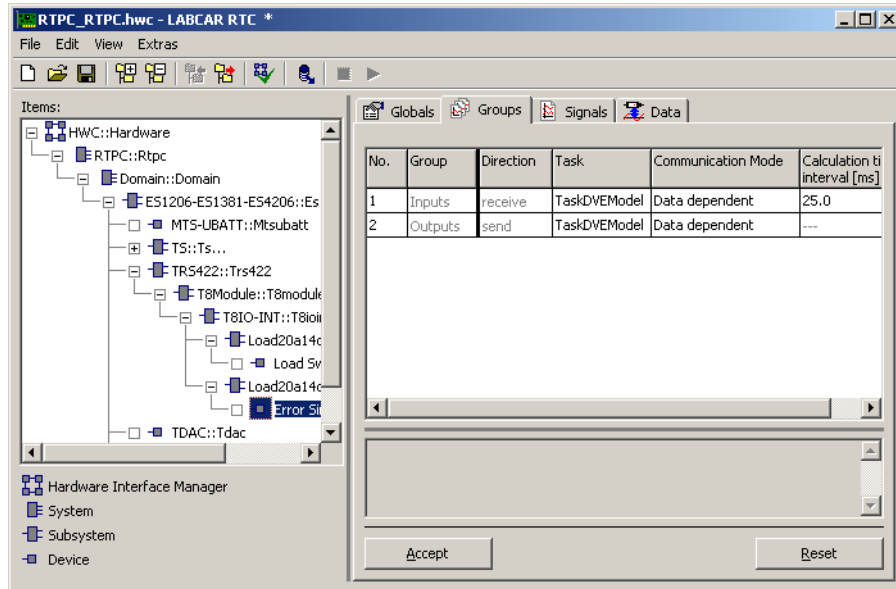 RTPC_RTPC.hwc - LABCAR RTC *
File Edit View Extras
Items:
HWC::Hardware
RTPC::Rtpc
Domain::Domain
ES1206-ES1381-ES4206::Es
MTS-UBATT::Mtsubatt
TS::Ts...
TRS422::Trs422
T8Module::T8module
T8IO-INT::T8ioin
Load20a14c
Load Sw
Load20a14c
Error Si
TDAC::Tdac
Hardware Interface Manager
System
Subsystem
Device
Globals Groups Signals Data
No. Group Direction Task Communication Mode Calculation ti
interval [ms]
1 Inputs receive TaskDVEModel Data dependent 25.0
2 Outputs send TaskDVEModel Data dependent ---
Accept Reset